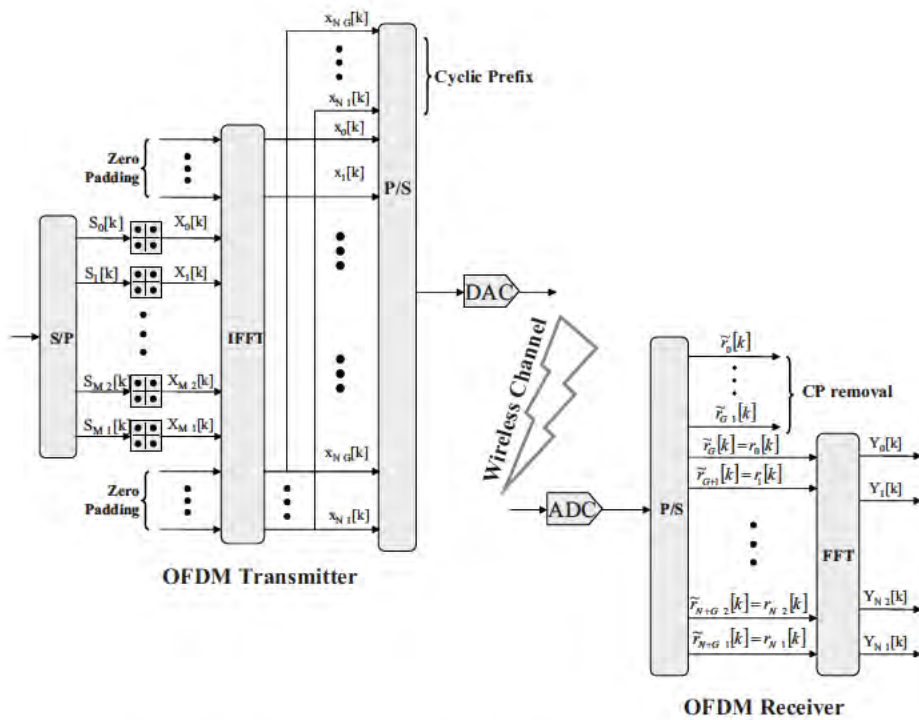 x_{N G}[k]
Cyclic Prefix
x_{N 1}[k]
x_0[k]
Zero Padding
x_1[k]
P/S
S_0[k]
X_0[k]
S_1[k]
X_1[k]
DAC
S/P
IFFT
S_{M 2}[k]
X_{M 2}[k]
S_{M 1}[k]
X_{M 1}[k]
x_{N G}[k]
Zero Padding
x_{N 1}[k]
OFDM Transmitter
Wireless Channel
r̃_0[k]
CP removal
r̃_{G 1}[k]
r̃_G[k]=r_0[k]
Y_0[k]
r̃_{G+1}[k]=r_1[k]
Y_1[k]
ADC
P/S
FFT
r̃_{N+G 2}[k]=r_{N 2}[k]
Y_{N 2}[k]
r̃_{N+G 1}[k]=r_{N 1}[k]
Y_{N 1}[k]
OFDM Receiver